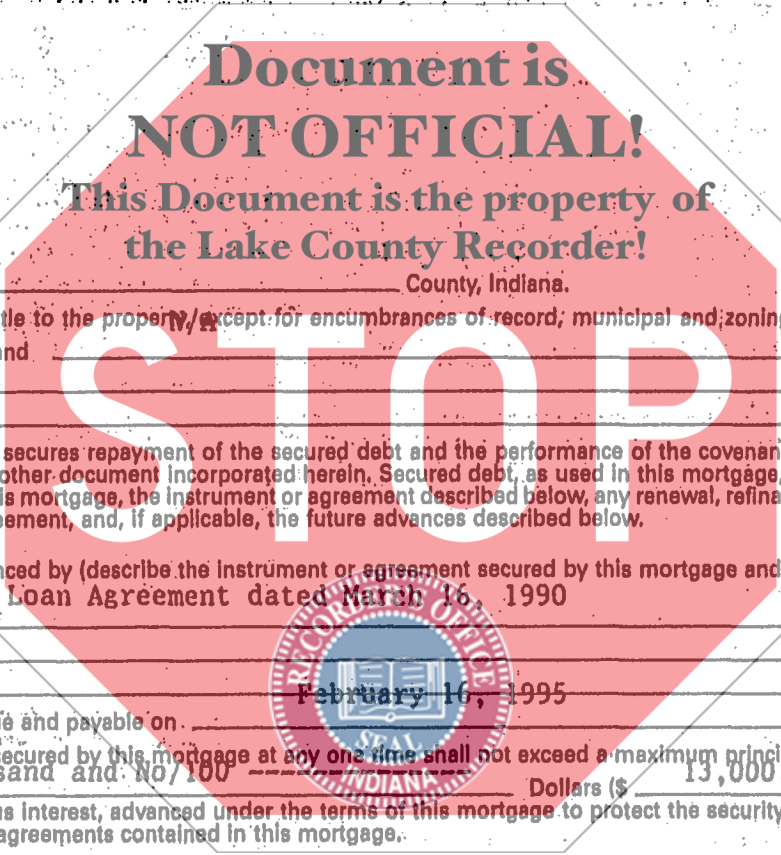 Document is
NOT OFFICIAL!
This Document is the property of
the Lake County Recorder!
County, Indiana.
tle to the property, except for encumbrances of record, municipal and zoning
N/A
nd
STOP
secures repayment of the secured debt and the performance of the covenan
other document incorporated herein. Secured debt, as used in this mortgage,
is mortgage, the instrument or agreement described below, any renewal, refina
eement, and, if applicable, the future advances described below.
nced by (describe the instrument or agreement secured by this mortgage and
Loan Agreement dated March 16, 1990
RECORDER'S OFFICE
SEAL
INDIANA
February 16, 1995
e and payable on
ecured by this mortgage at any one time shall not exceed a maximum princi
sand and No/100 --------------------
Dollars ($ 13,000
us interest, advanced under the terms of this mortgage to protect the security
agreements contained in this mortgage.